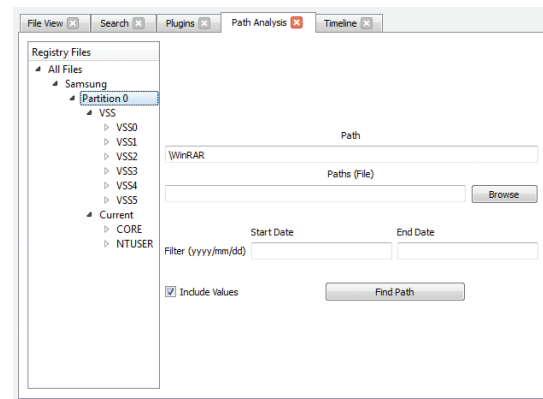 File View Search Plugins Path Analysis Timeline
Registry Files
All Files
Samsung
Partition 0
VSS
VSS0
VSS1
VSS2
VSS3
VSS4
VSS5
Current
CORE
NTUSER
Path
\WinRAR
Paths (File)
Browse
Start Date End Date
Filter (yyyy/mm/dd)
Include Values Find Path